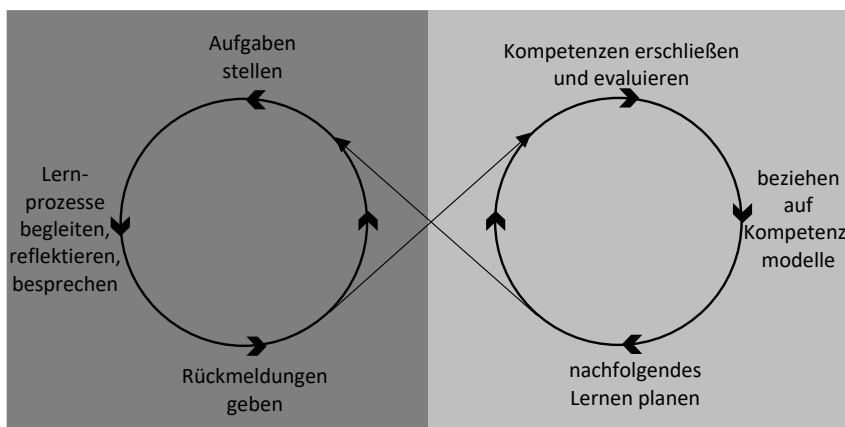 Aufgaben
stellen
Kompetenzen erschließen
und evaluieren
Lern-
prozesse
begleiten,
reflektieren,
besprechen
beziehen
auf
Kompetenz
modelle
Rückmeldungen
geben
nachfolgendes
Lernen planen